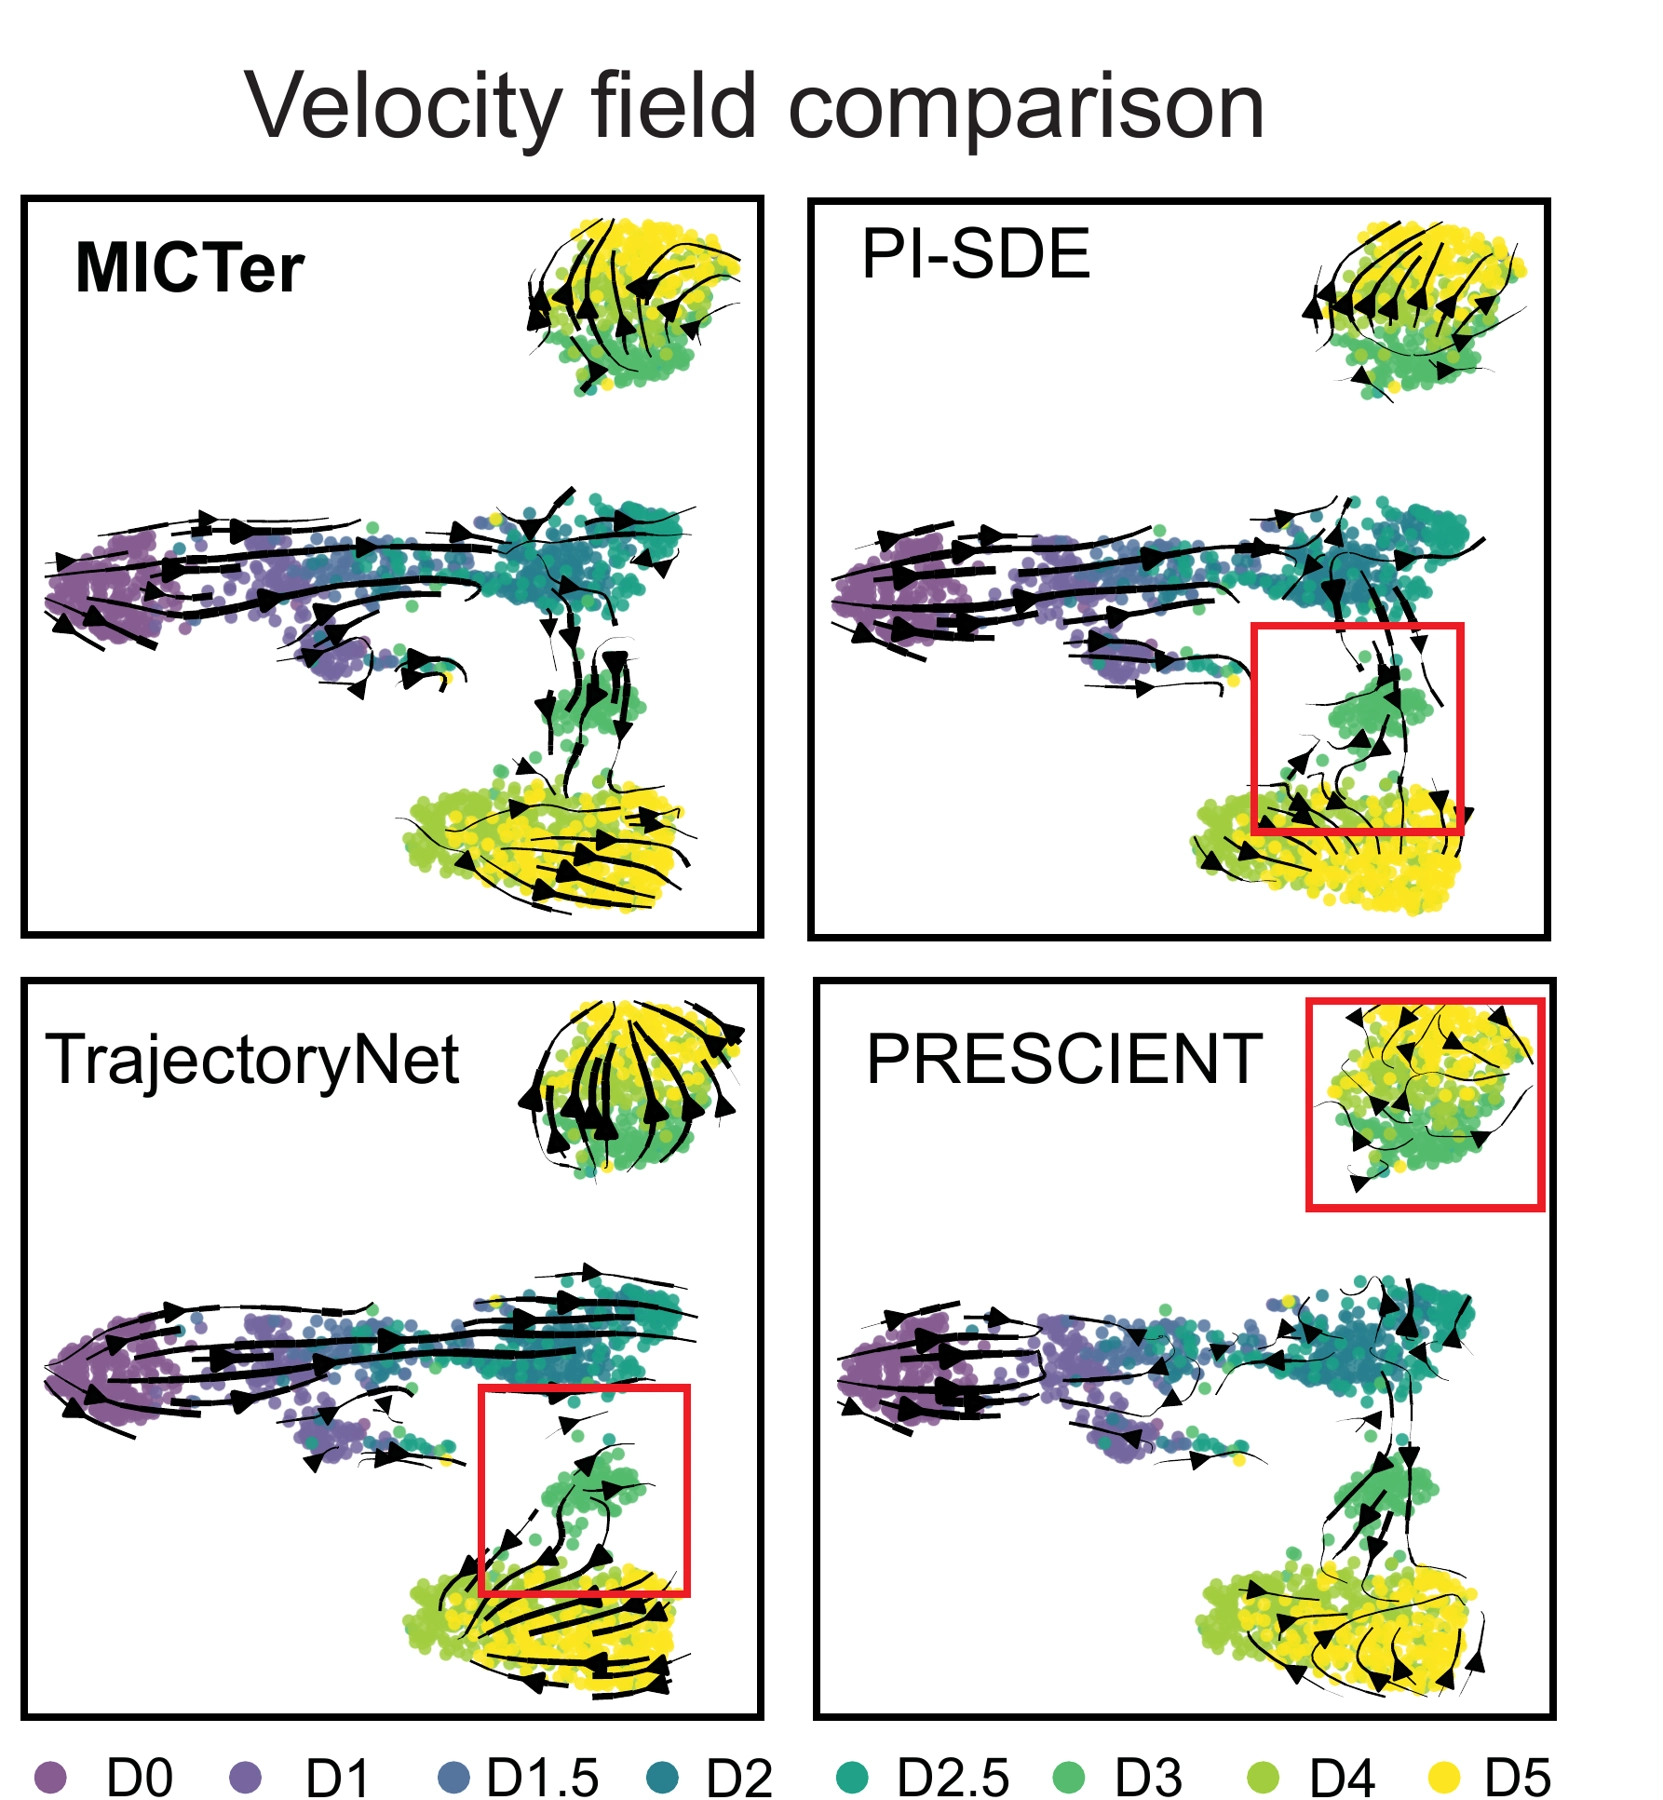 Velocity field comparison
MICTer
PI-SDE
TrajectoryNet
PRESCIENT
D0 D1 D1.5 D2 D2.5 D3 D4 D5